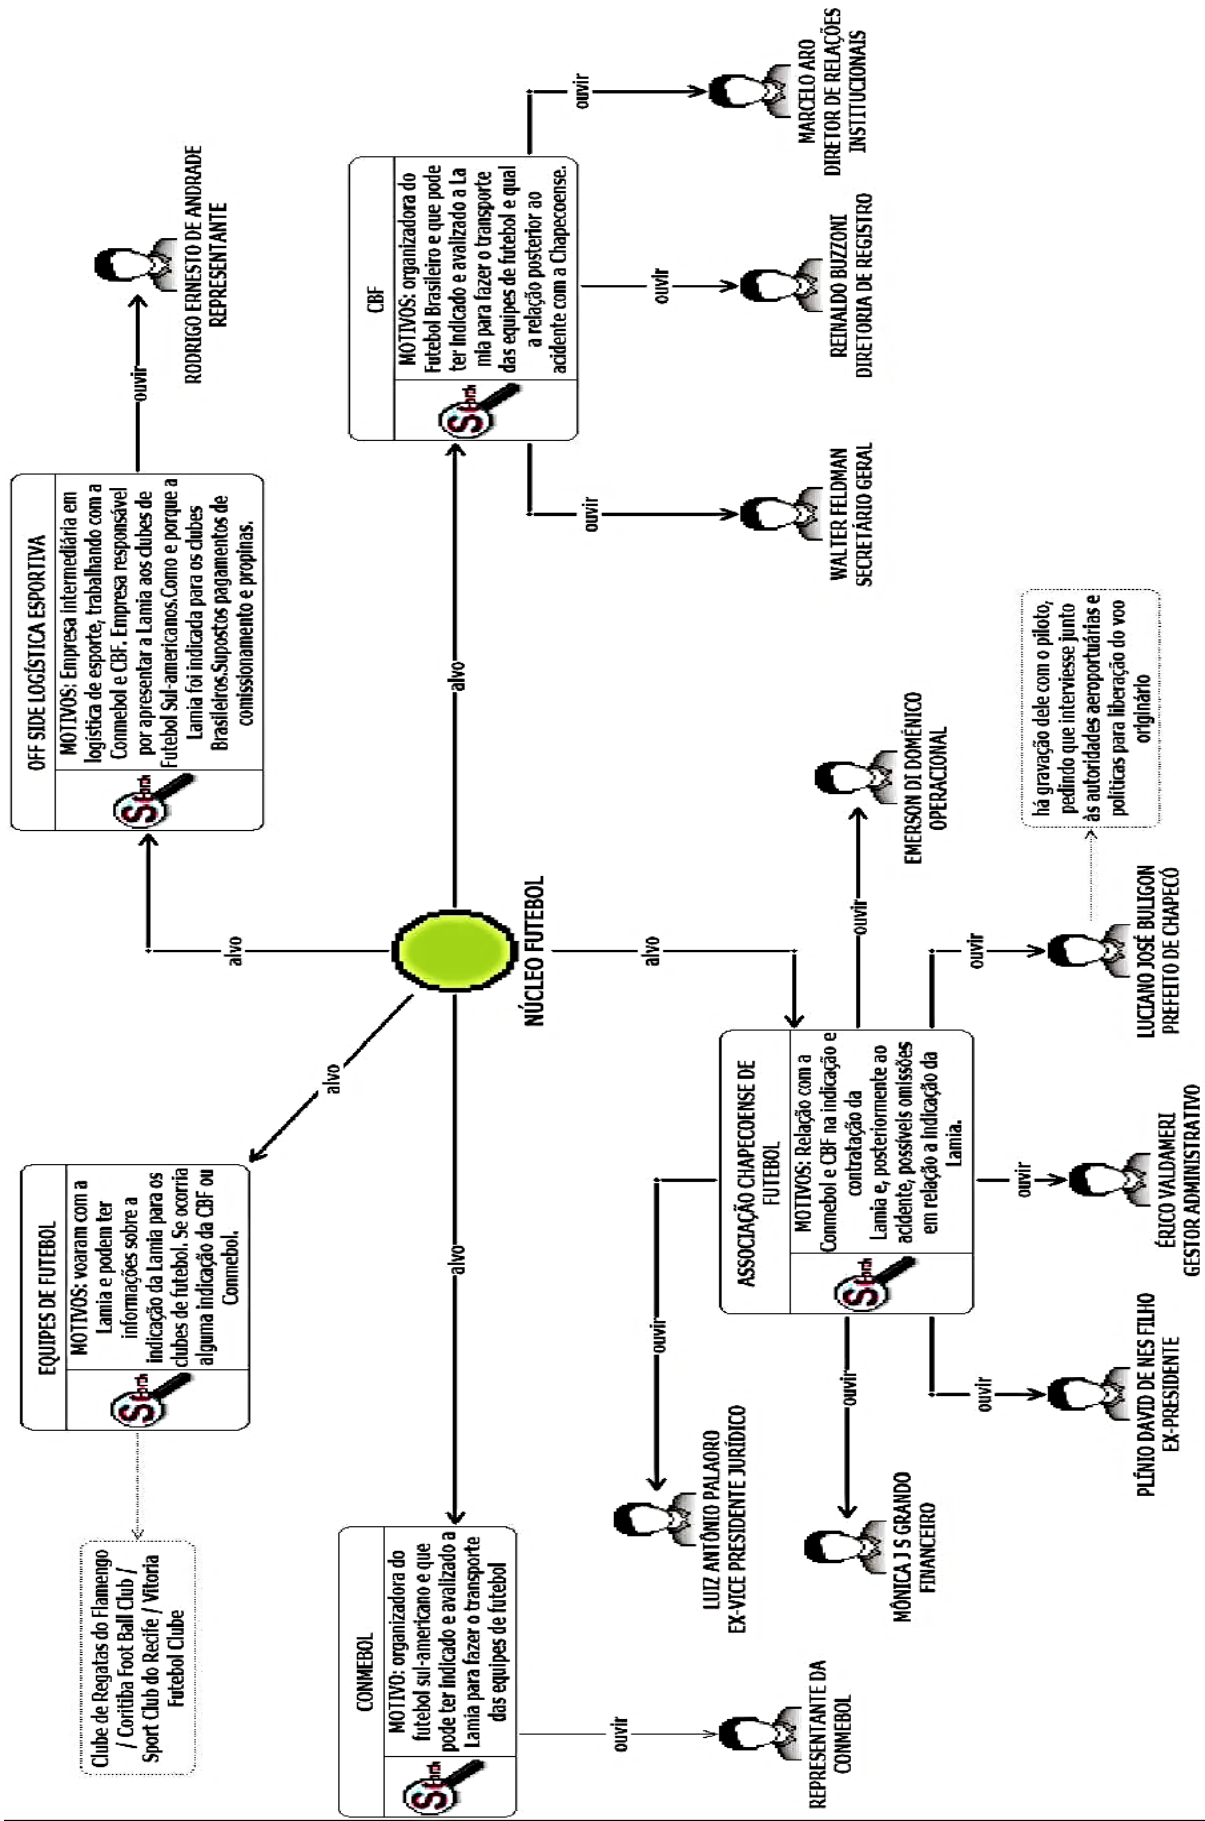 Clube de Regatas do Flamengo
/ Coritiba Foot Ball Club /
Sport Club do Recife / Vitoria
Futebol Clube
EQUIPES DE FUTEBOL
MOTIVOS: voaram com a
Lamia e podem ter
informações sobre a
indicação da Lamia para os
clubes de futebol. Se ocorria
alguma indicação da CBF ou
Conmebol.
OFF SIDE LOGÍSTICA ESPORTIVA
MOTIVOS: Empresa intermediária em
logística de esporte, trabalhando com a
Conmebol e CBF. Empresa responsável
por apresentar a Lamia aos clubes de
Futebol Sul-americanos.Como e porque a
Lamia foi indicada para os clubes
Brasileiros.Supostos pagamentos de
comissionamento e propinas.
ouvir
RODRIGO ERNESTO DE ANDRADE
REPRESENTANTE
alvo
alvo
NÚCLEO FUTEBOL
alvo
alvo
alvo
CONMEBOL
MOTIVO: organizadora do
futebol sul-americano e que
pode ter indicado e avalizado a
Lamia para fazer o transporte
das equipes de futebol
ouvir
REPRESENTANTE DA
CONMEBOL
CBF
MOTIVOS: organizadora do
Futebol Brasileiro e que pode
ter indicado e avalizado a La
mia para fazer o transporte
das equipes de futebol e qual
a relação posterior ao
acidente com a Chapecoense.
ouvir
ouvir
ouvir
WALTER FELDMAN
SECRETÁRIO GERAL
REINALDO BUZZONI
DIRETORIA DE REGISTRO
MARCELO ARO
DIRETOR DE RELAÇÕES
INSTITUCIONAIS
ASSOCIAÇÃO CHAPECOENSE DE
FUTEBOL
MOTIVOS: Relação com a
Conmebol e CBF na indicação e
contratação da
Lamia e, posteriormente ao
acidente, possíveis omissões
em relação a indicação da
Lamia.
ouvir
LUIZ ANTÔNIO PALAORO
EX-VICE PRESIDENTE JURÍDICO
ouvir
MÔNICA J S GRANDO
FINANCEIRO
ouvir
PLÉNIO DAVID DE NES FILHO
EX-PRESIDENTE
ouvir
ÉRICO VALDAMERI
GESTOR ADMINISTRATIVO
ouvir
LUCIANO JOSÉ BULIGON
PREFEITO DE CHAPECÓ
ouvir
EMERSON DI DOMÊNICO
OPERACIONAL
há gravação dele com o piloto,
pedindo que interviesse junto
às autoridades aeroportuárias e
políticas para liberação do voo
originário